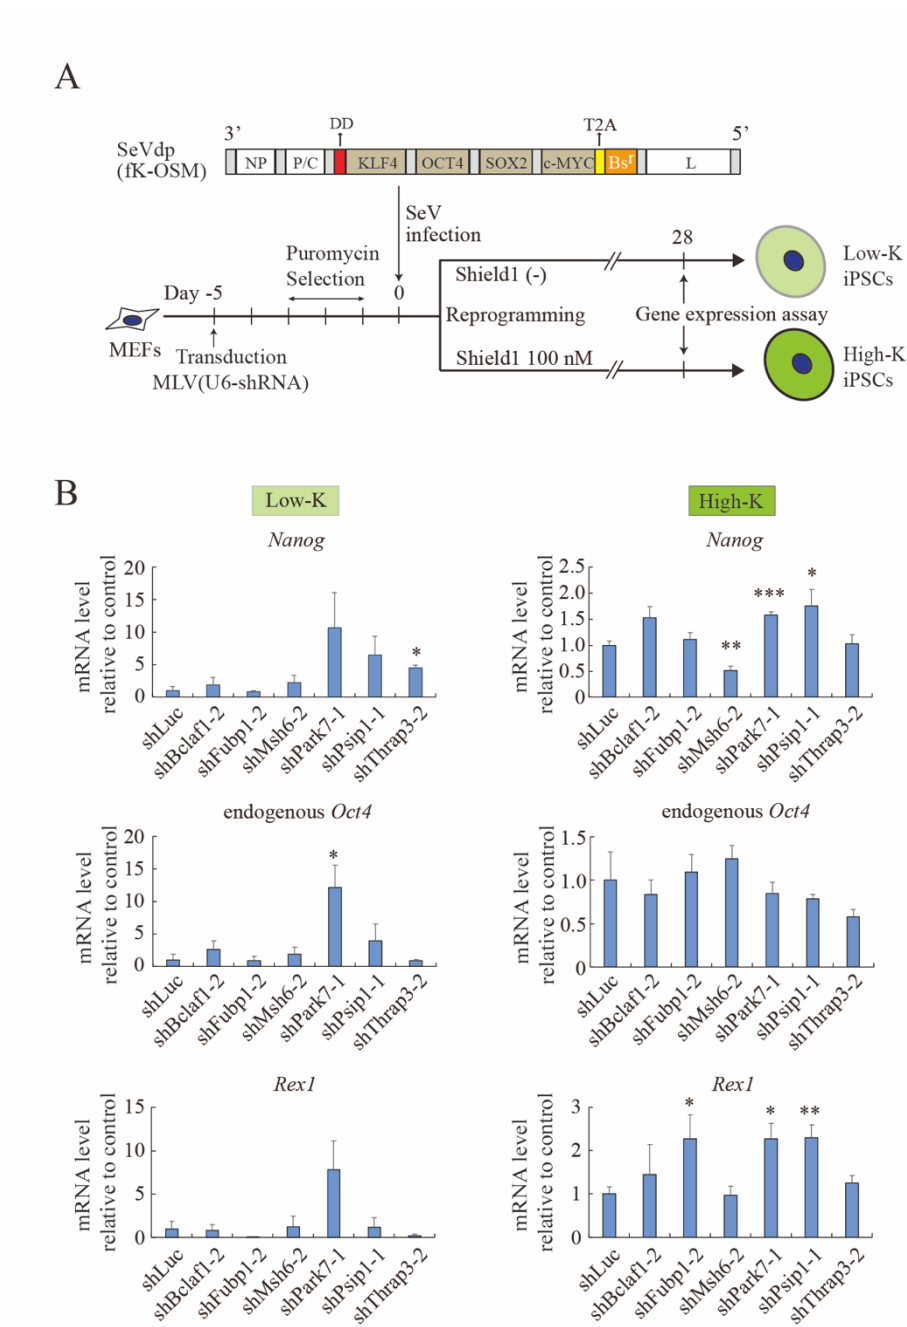 A
3’ DD T2A 5’
SeVdp
(fK-OSM)
NP P/C KLF4 OCT4 SOX2 c-MYC Bsʳ L
SeV
infection
Puromycin
Selection
28
Low-K
iPSCs
Day -5 0 Shield1 (-)
Reprogramming Gene expression assay
MEFs
Transduction
MLV(U6-shRNA)
Shield1 100 nM
High-K
iPSCs
B
Low-K
Nanog
mRNA level
relative to control
20
15
10
5
0
*
shLuc
shBclaf1-2
shFubp1-2
shMsh6-2
shPark7-1
shPsip1-1
shThrap3-2
High-K
Nanog
mRNA level
relative to control
2.5
2.0
1.5
1.0
0.5
0
**
***
*
shLuc
shBclaf1-2
shFubp1-2
shMsh6-2
shPark7-1
shPsip1-1
shThrap3-2
endogenous Oct4
mRNA level
relative to control
20
15
10
5
0
*
shLuc
shBclaf1-2
shFubp1-2
shMsh6-2
shPark7-1
shPsip1-1
shThrap3-2
endogenous Oct4
mRNA level
relative to control
1.5
1.0
0.5
0
shLuc
shBclaf1-2
shFubp1-2
shMsh6-2
shPark7-1
shPsip1-1
shThrap3-2
Rex1
mRNA level
relative to control
15
10
5
0
shLuc
shBclaf1-2
shFubp1-2
shMsh6-2
shPark7-1
shPsip1-1
shThrap3-2
Rex1
mRNA level
relative to control
3
2
1
0
*
*
**
shLuc
shBclaf1-2
shFubp1-2
shMsh6-2
shPark7-1
shPsip1-1
shThrap3-2